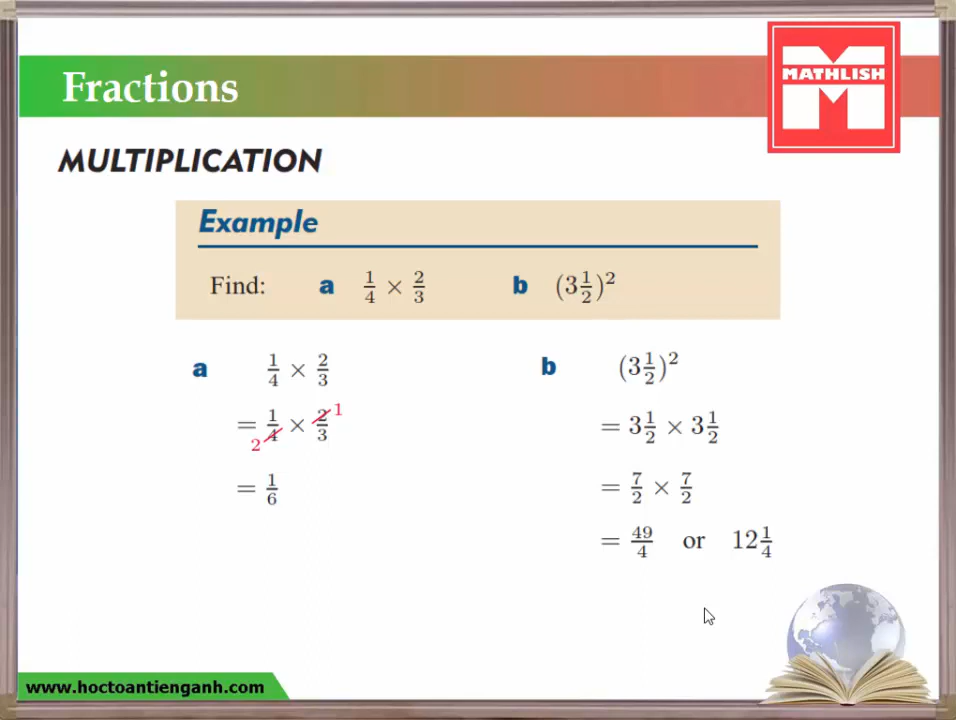 Fractions
MATHLISH
MULTIPLICATION
Example
Find: a 1/4 × 2/3 b (3 1/2)²
a 1/4 × 2/3
= 1/4 × 2/3 2 1
= 1/6
b (3 1/2)²
= 3 1/2 × 3 1/2
= 7/2 × 7/2
= 49/4 or 12 1/4
www.hoctoantienganh.com